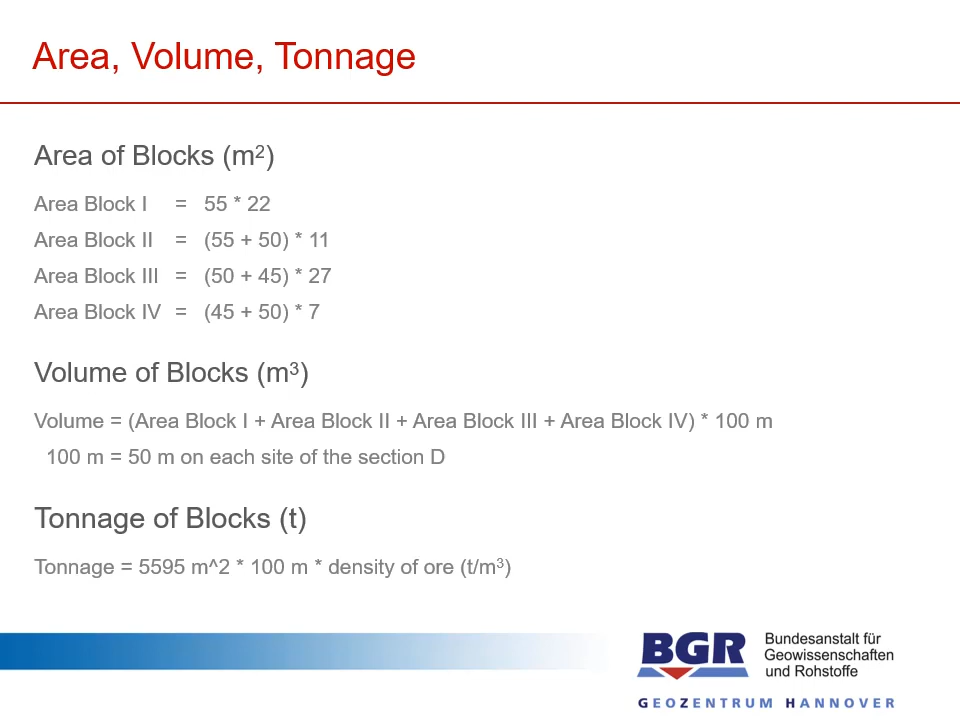 Area, Volume, Tonnage
Area of Blocks (m²)
Area Block I = 55 * 22
Area Block II = (55 + 50) * 11
Area Block III = (50 + 45) * 27
Area Block IV = (45 + 50) * 7
Volume of Blocks (m³)
Volume = (Area Block I + Area Block II + Area Block III + Area Block IV) * 100 m
100 m = 50 m on each site of the section D
Tonnage of Blocks (t)
Tonnage = 5595 m^2 * 100 m * density of ore (t/m³)
BGR
Bundesanstalt für
Geowissenschaften
und Rohstoffe
GEOZENTRUM HANNOVER